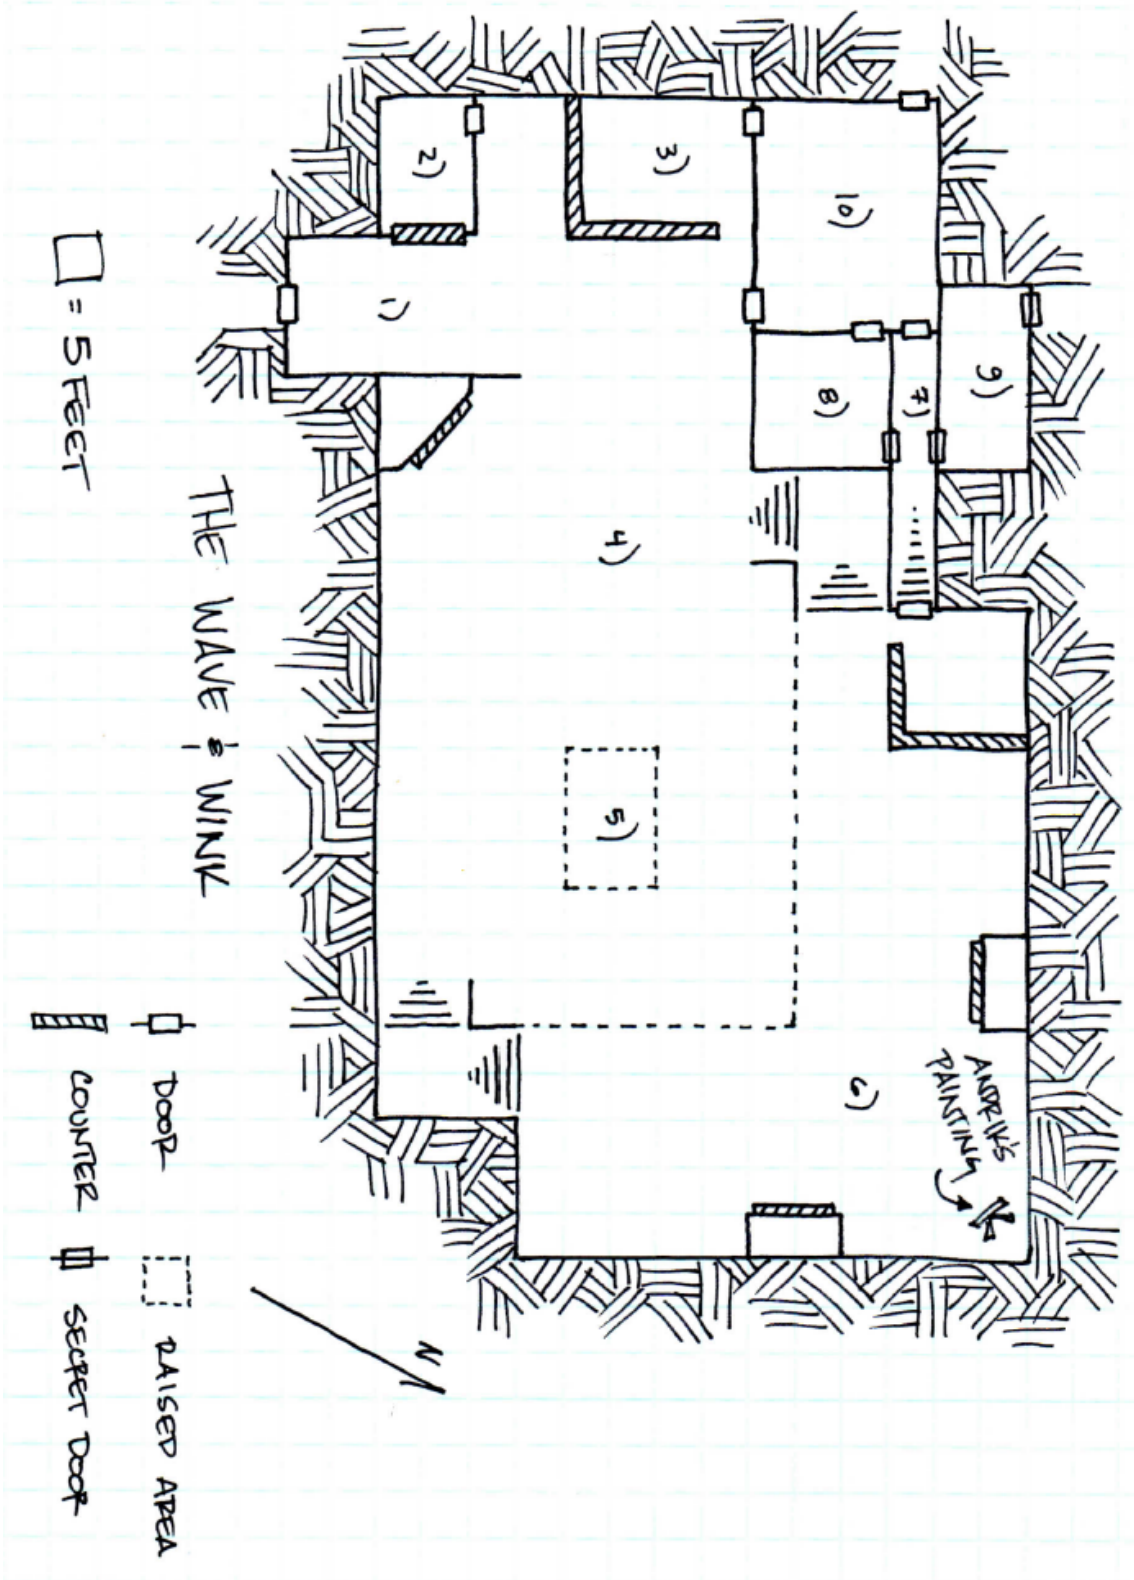 1)
2)
3)
4)
5)
6)
7)
8)
9)
10)
ANDRIK'S
PAINTING
THE WAVE & WINK
= 5 FEET
DOOR
COUNTER
RAISED AREA
SECRET DOOR
N